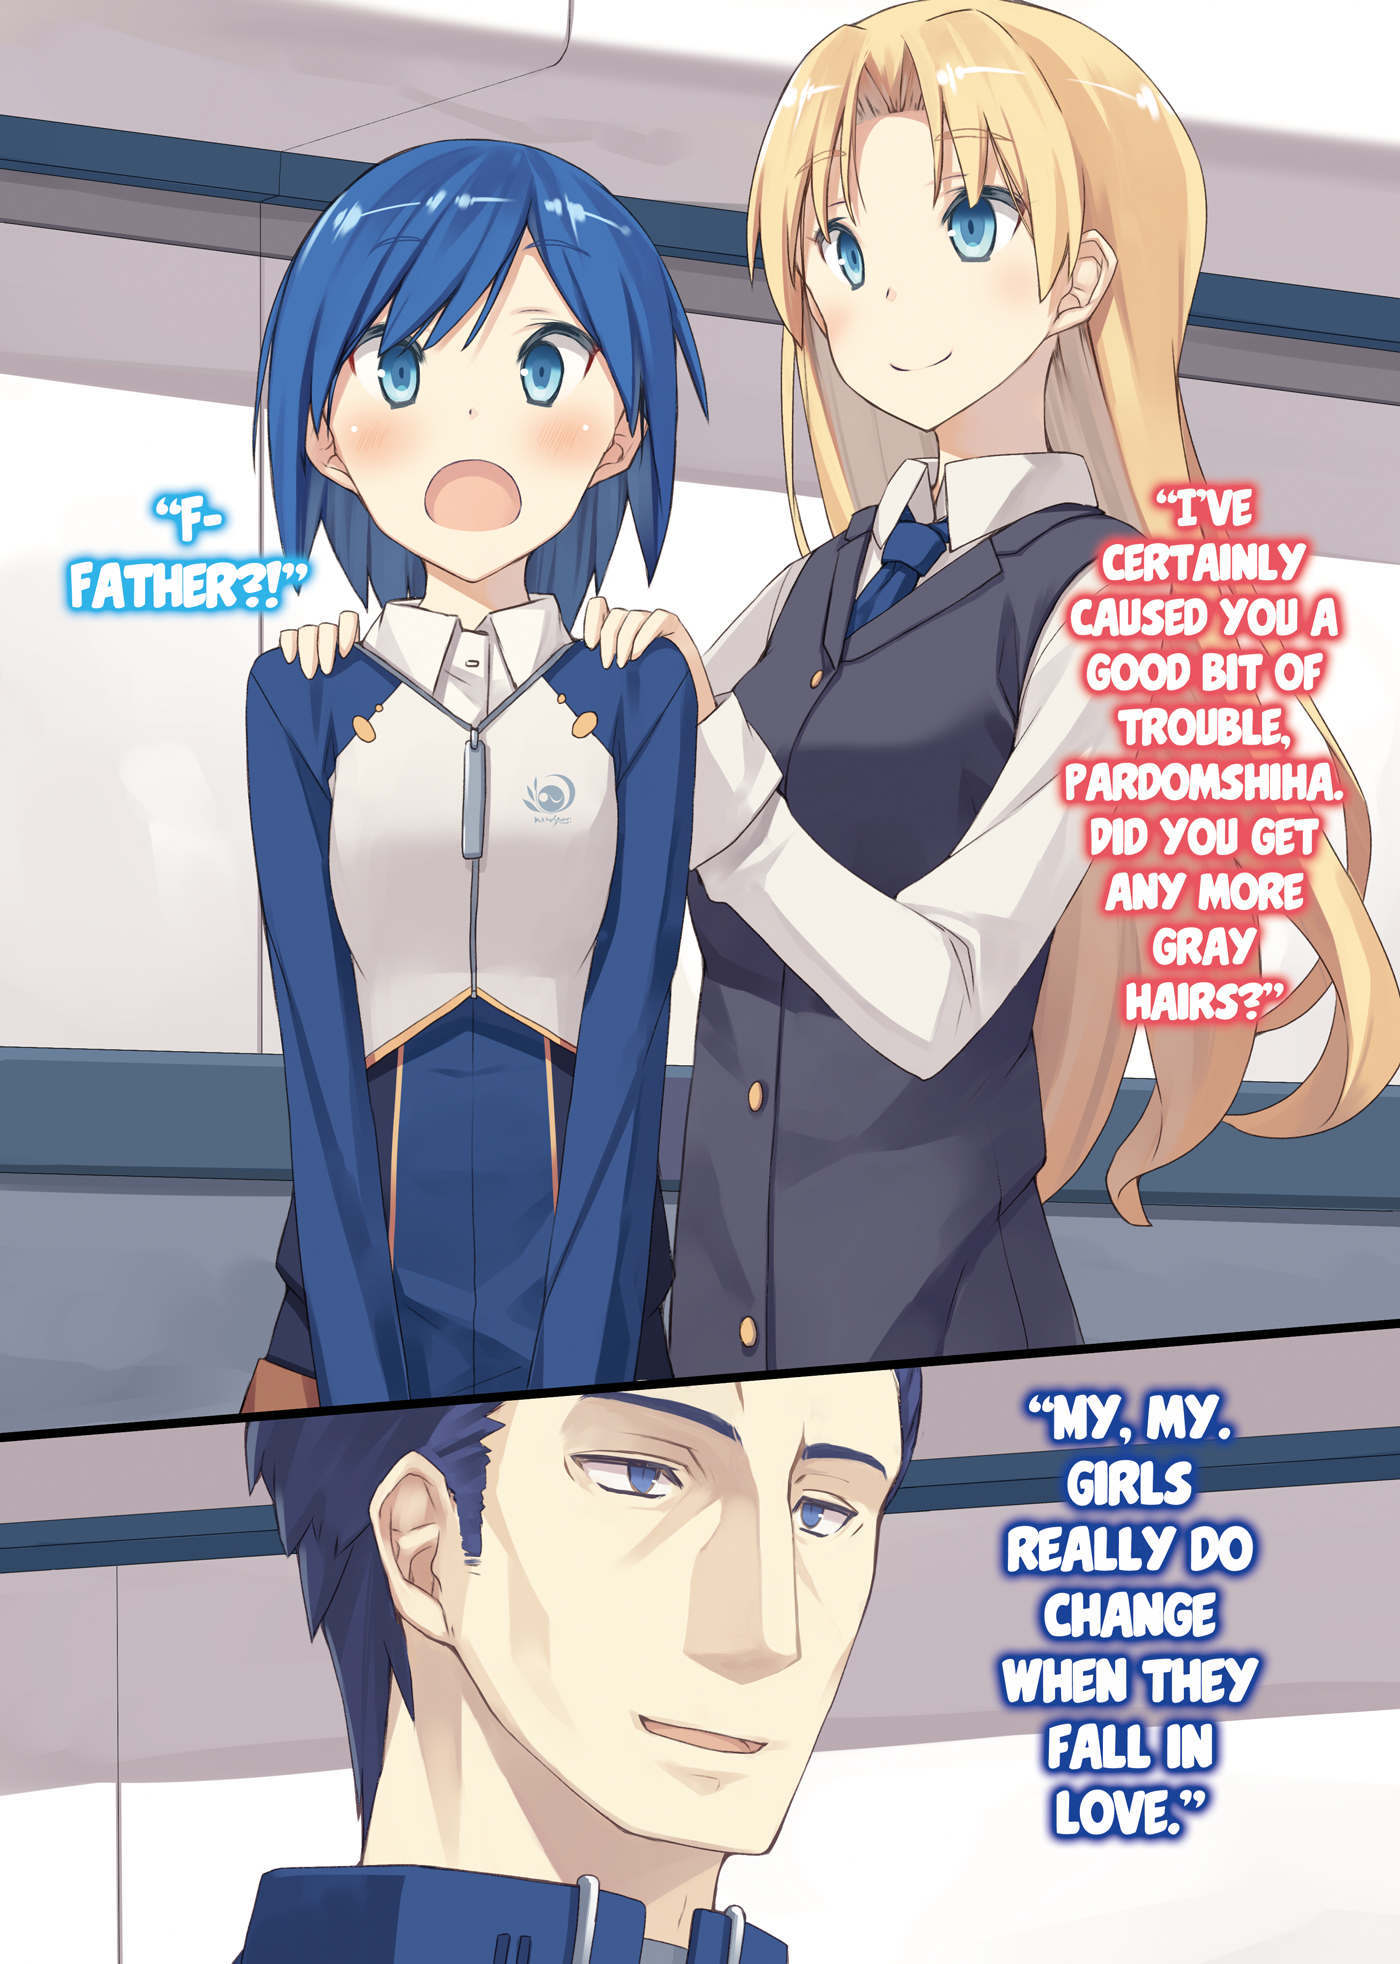 “F-
FATHER?!”
“I’VE
CERTAINLY
CAUSED YOU A
GOOD BIT OF
TROUBLE,
PARDOMSHIHA.
DID YOU GET
ANY MORE
GRAY
HAIRS?”
“MY, MY.
GIRLS
REALLY DO
CHANGE
WHEN THEY
FALL IN
LOVE.”